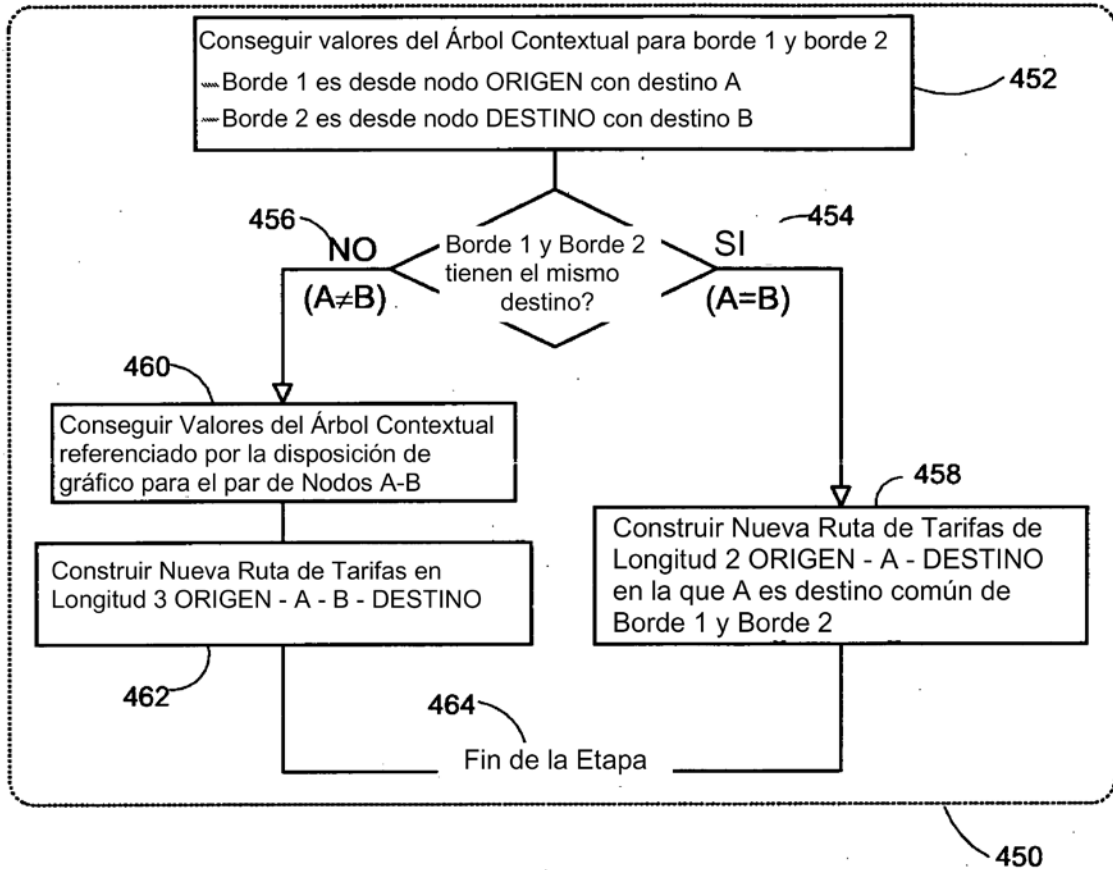 Conseguir valores del Árbol Contextual para borde 1 y borde 2
Borde 1 es desde nodo ORIGEN con destino A
Borde 2 es desde nodo DESTINO con destino B
452
456
NO
(A≠B)
Borde 1 y Borde 2
tienen el mismo
destino?
454
SI
(A=B)
460
Conseguir Valores del Árbol Contextual
referenciado por la disposición de
gráfico para el par de Nodos A-B
Construir Nueva Ruta de Tarifas en
Longitud 3 ORIGEN - A - B - DESTINO
462
458
Construir Nueva Ruta de Tarifas de
Longitud 2 ORIGEN - A - DESTINO
en la que A es destino común de
Borde 1 y Borde 2
464
Fin de la Etapa
450